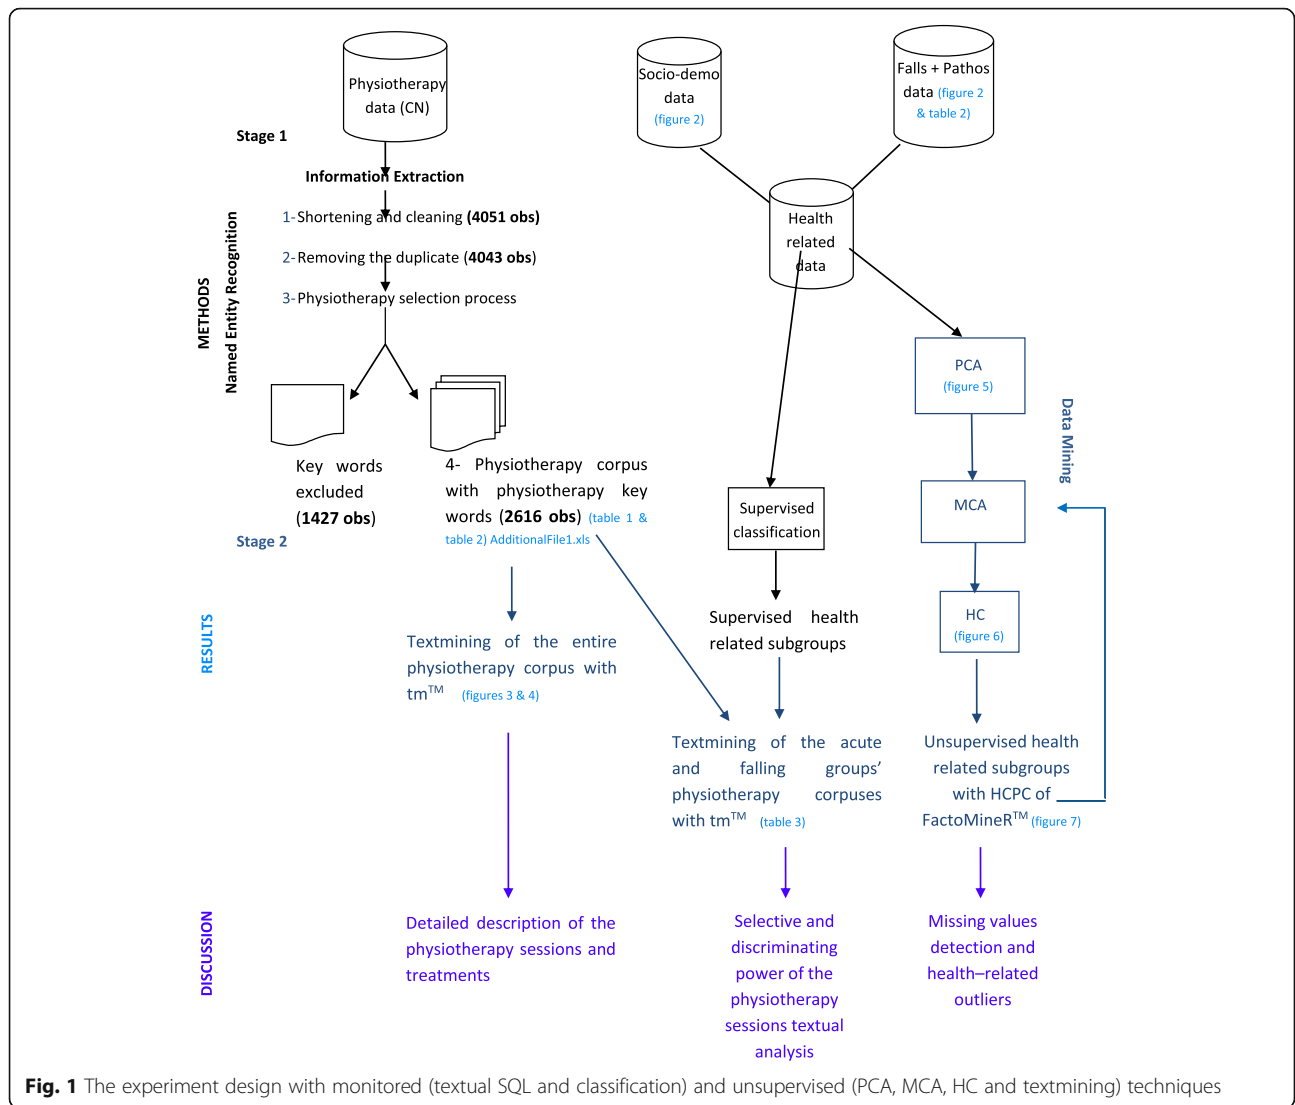 Physiotherapy
data (CN)
Socio-demo
data
(figure 2)
Falls + Pathos
data (figure 2
& table 2)
Stage 1
Information Extraction
1-Shortening and cleaning (4051 obs)
2-Removing the duplicate (4043 obs)
3-Physiotherapy selection process
METHODS
Named Entity Recognition
Health
related
data
PCA
(figure 5)
Data Mining
MCA
HC
(figure 6)
Key words
excluded
(1427 obs)
4- Physiotherapy corpus
with physiotherapy key
words (2616 obs) (table 1 &
table 2) AdditionalFile1.xls
Supervised
classification
Stage 2
RESULTS
Textmining of the entire
physiotherapy corpus with
tm™ (figures 3 & 4)
Supervised health
related subgroups
Textmining of the acute
and falling groups’
physiotherapy corpuses
with tm™ (table 3)
Unsupervised health
related subgroups
with HCPC of
FactoMineR™ (figure 7)
DISCUSSION
Detailed description of the
physiotherapy sessions and
treatments
Selective and
discriminating
power of the
physiotherapy
sessions textual
analysis
Missing values
detection and
health–related
outliers
Fig. 1 The experiment design with monitored (textual SQL and classification) and unsupervised (PCA, MCA, HC and textmining) techniques